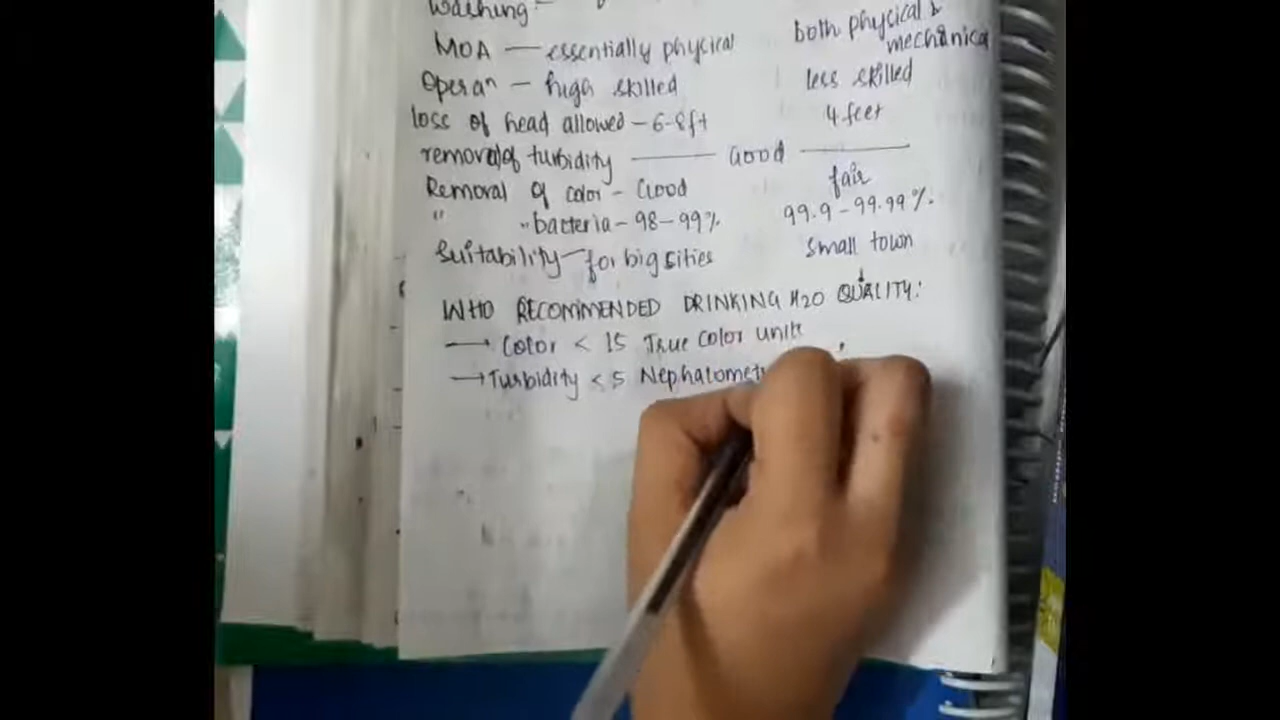 Washing -
MOA — essentially physical both physical &
mechanical
Operaⁿ — high skilled less skilled
loss of head allowed - 6-8ft 4 feet
removal of turbidity — Good —
Removal of color - Good fair
" " bacteria - 98-99% 99.9-99.99%.
Suitability - for big sities small town
WHO RECOMMENDED DRINKING H2O QUALITY:
→ Color < 15 True color units
→ Turbidity < 5 Nephalomet